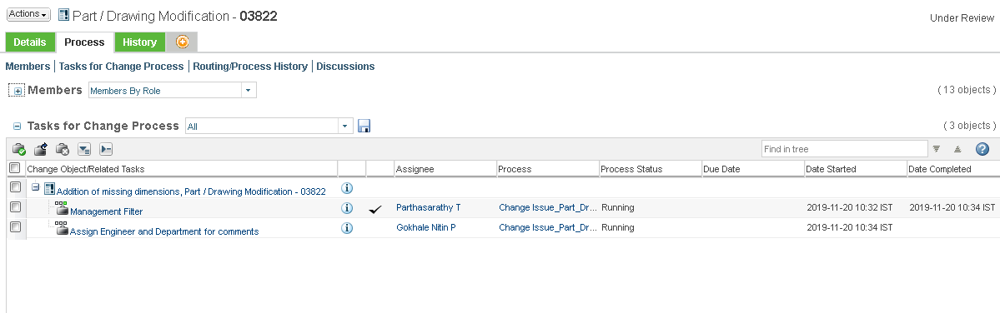 Actions
Part / Drawing Modification - 03822
Under Review
Details Process History
Members Tasks for Change Process Routing/Process History Discussions
Members Members By Role ( 13 objects )
Tasks for Change Process All ( 3 objects )
Find in tree
Change Object/Related Tasks Assignee Process Process Status Due Date Date Started Date Completed
Addition of missing dimensions, Part / Drawing Modification - 03822
Management Filter Parthasarathy T Change Issue_Part_Dr... Running 2019-11-20 10:32 IST 2019-11-20 10:34 IST
Assign Engineer and Department for comments Gokhale Nitin P Change Issue_Part_Dr... Running 2019-11-20 10:34 IST